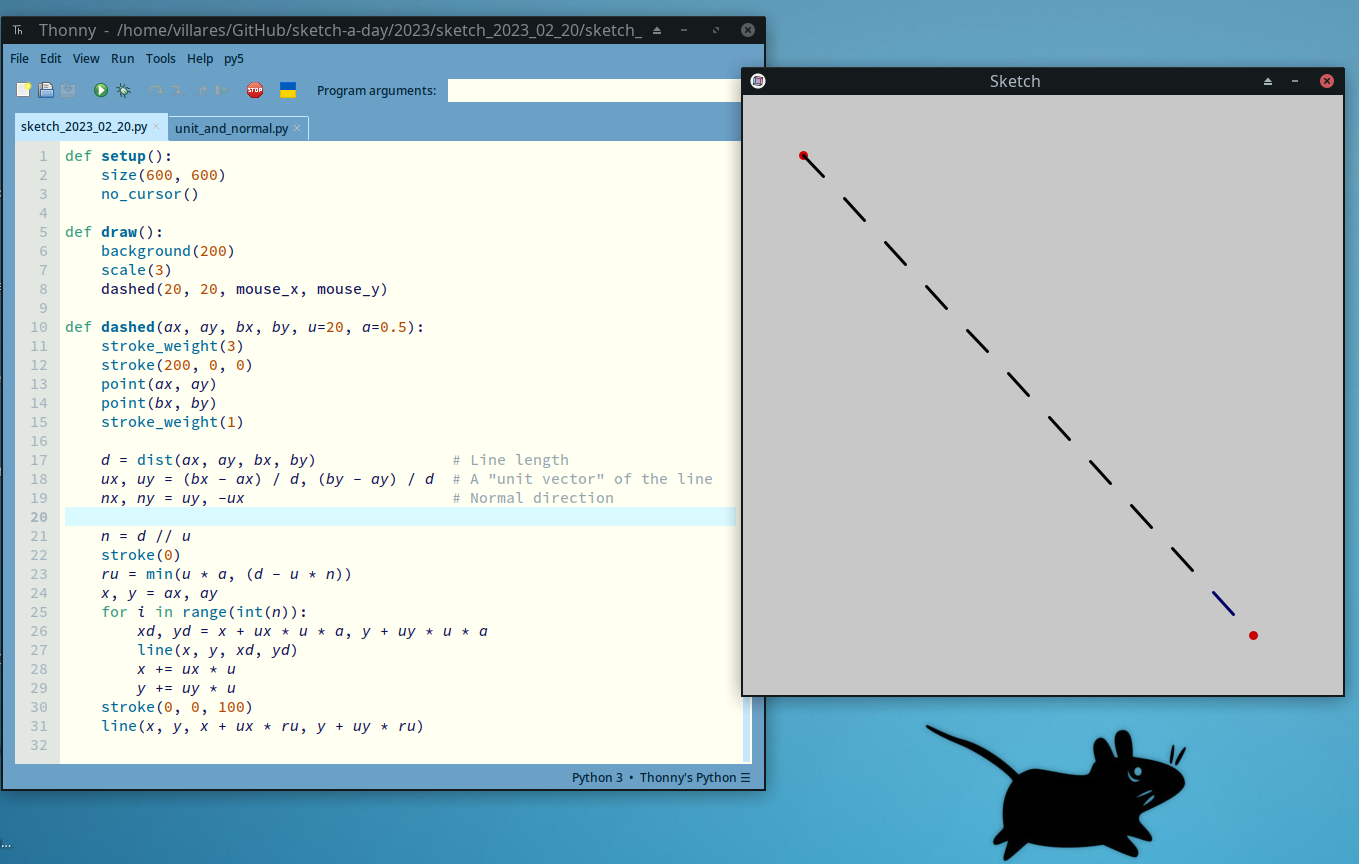 Th Thonny - /home/villares/GitHub/sketch-a-day/2023/sketch_2023_02_20/sketch_
File Edit View Run Tools Help py5
STOP Program arguments:
sketch_2023_02_20.py × unit_and_normal.py ×
1 def setup():
2     size(600, 600)
3     no_cursor()
4
5 def draw():
6     background(200)
7     scale(3)
8     dashed(20, 20, mouse_x, mouse_y)
9
10 def dashed(ax, ay, bx, by, u=20, a=0.5):
11     stroke_weight(3)
12     stroke(200, 0, 0)
13     point(ax, ay)
14     point(bx, by)
15     stroke_weight(1)
16
17     d = dist(ax, ay, bx, by)               # Line length
18     ux, uy = (bx - ax) / d, (by - ay) / d  # A "unit vector" of the line
19     nx, ny = uy, -ux                       # Normal direction
20
21     n = d // u
22     stroke(0)
23     ru = min(u * a, (d - u * n))
24     x, y = ax, ay
25     for i in range(int(n)):
26         xd, yd = x + ux * u * a, y + uy * u * a
27         line(x, y, xd, yd)
28         x += ux * u
29         y += uy * u
30     stroke(0, 0, 100)
31     line(x, y, x + ux * ru, y + uy * ru)
32
Python 3 • Thonny's Python ☰
Sketch
...